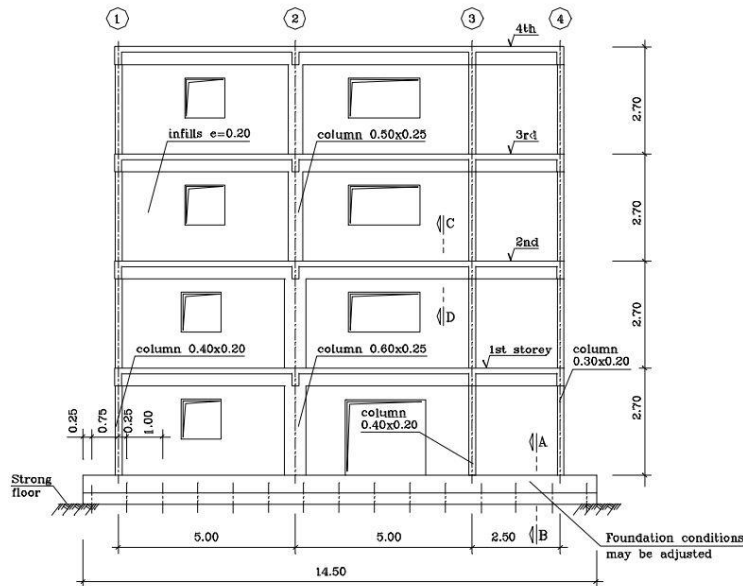 1
2
3
4
4th
infills e=0.20
column 0.50x0.25
3rd
2.70
C
2nd
2.70
D
column 0.40x0.20
column 0.60x0.25
1st storey
column
0.30x0.20
2.70
0.25
0.75
0.25
1.00
column
0.40x0.20
A
2.70
Strong
floor
5.00
5.00
2.50
B
Foundation conditions
may be adjusted
14.50